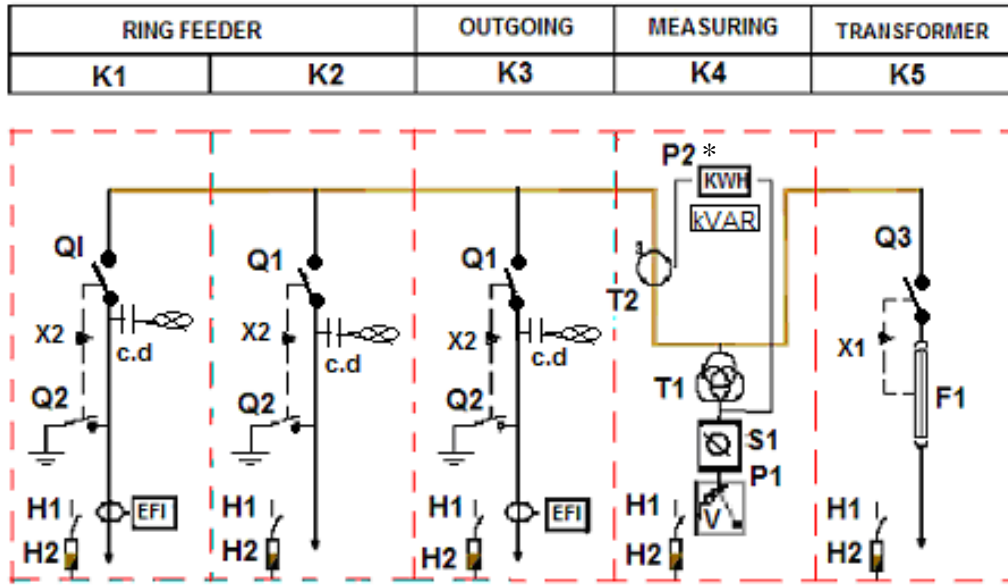 RING FEEDER OUTGOING MEASURING TRANSFORMER
K1 K2 K3 K4 K5
P2 *
KWH
kVAR
QI Q1 Q1 Q3
T2
X2 X2 X2 X1
c.d c.d c.d
T1 F1
Q2 Q2 Q2
S1
P1
V
H1 EFI H1 H1 EFI H1 H1
H2 H2 H2 H2 H2